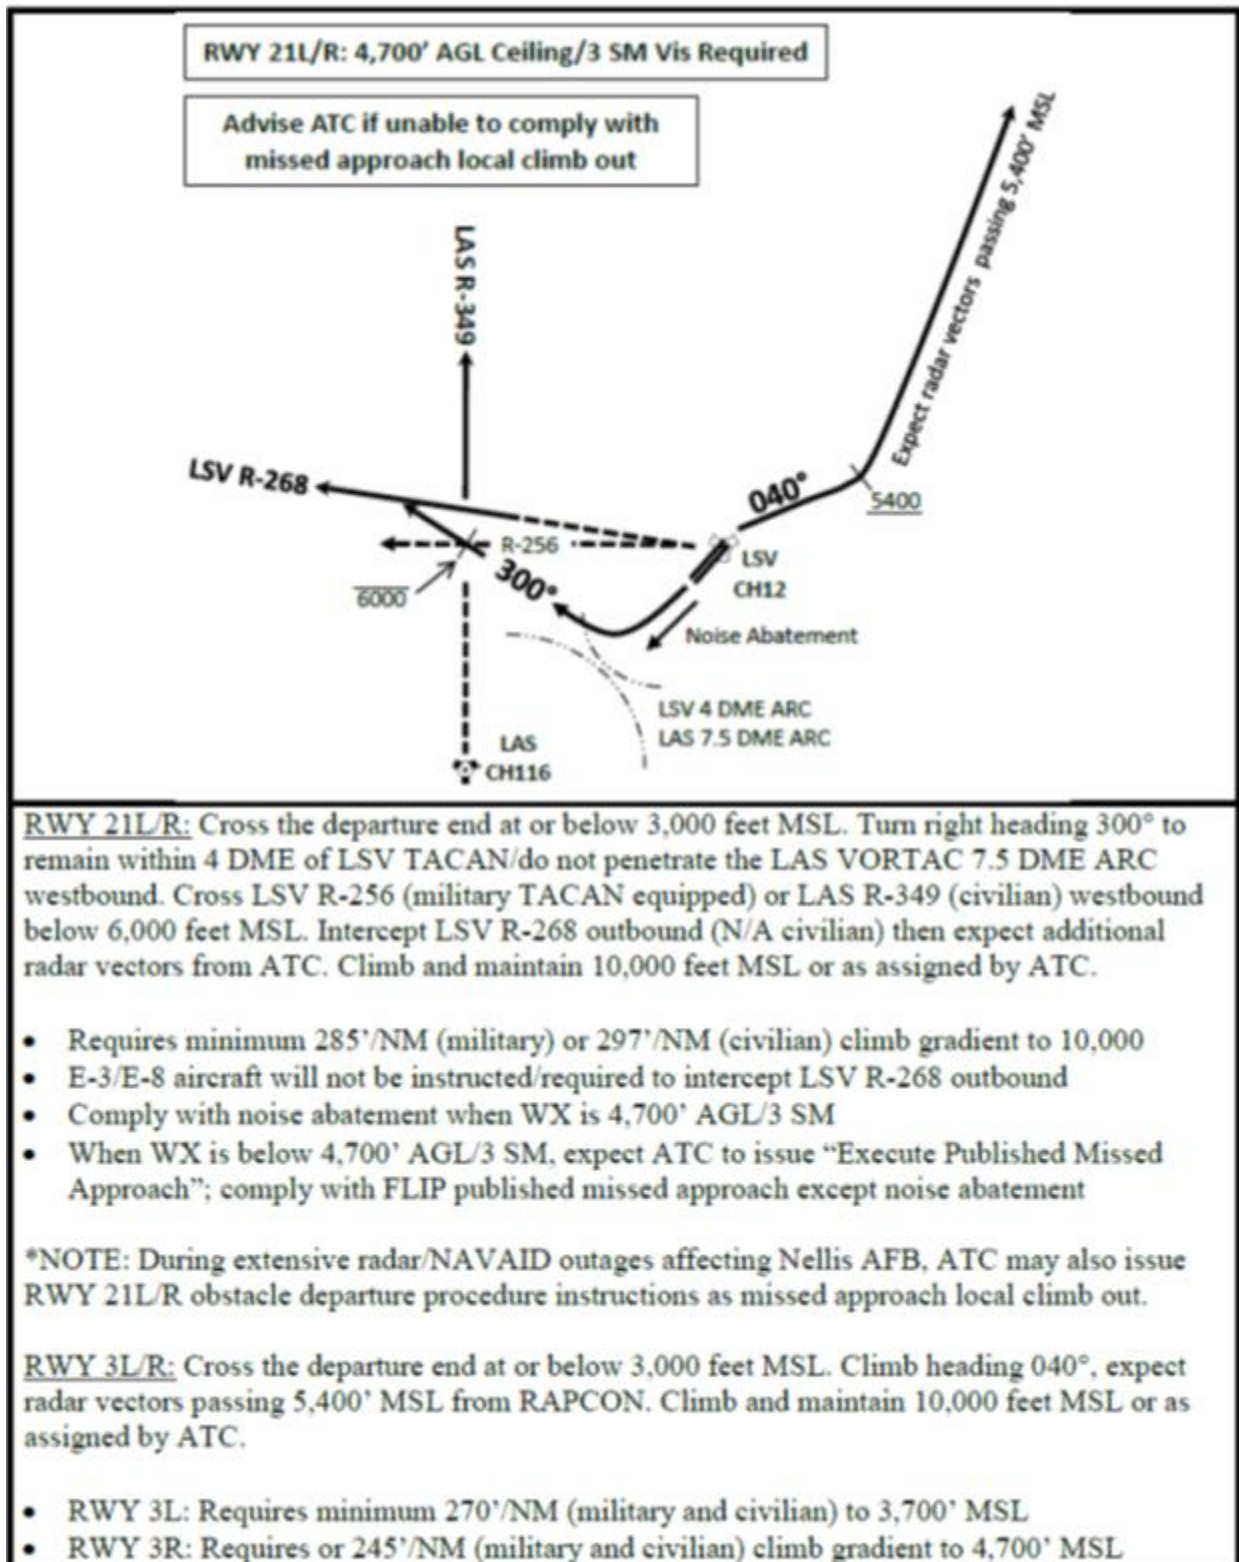 RWY 21L/R: 4,700' AGL Ceiling/3 SM Vis Required
Advise ATC if unable to comply with
missed approach local climb out
Expect radar vectors passing 5,400' MSL
LAS R-349
LSV R-268
040°
5400
R-256
LSV
CH12
300°
6000
Noise Abatement
LSV 4 DME ARC
LAS 7.5 DME ARC
LAS
CH116
RWY 21L/R: Cross the departure end at or below 3,000 feet MSL. Turn right heading 300° to
remain within 4 DME of LSV TACAN/do not penetrate the LAS VORTAC 7.5 DME ARC
westbound. Cross LSV R-256 (military TACAN equipped) or LAS R-349 (civilian) westbound
below 6,000 feet MSL. Intercept LSV R-268 outbound (N/A civilian) then expect additional
radar vectors from ATC. Climb and maintain 10,000 feet MSL or as assigned by ATC.
• Requires minimum 285'/NM (military) or 297'/NM (civilian) climb gradient to 10,000
• E-3/E-8 aircraft will not be instructed/required to intercept LSV R-268 outbound
• Comply with noise abatement when WX is 4,700' AGL/3 SM
• When WX is below 4,700' AGL/3 SM, expect ATC to issue “Execute Published Missed
Approach”; comply with FLIP published missed approach except noise abatement
*NOTE: During extensive radar/NAVAID outages affecting Nellis AFB, ATC may also issue
RWY 21L/R obstacle departure procedure instructions as missed approach local climb out.
RWY 3L/R: Cross the departure end at or below 3,000 feet MSL. Climb heading 040°, expect
radar vectors passing 5,400' MSL from RAPCON. Climb and maintain 10,000 feet MSL or as
assigned by ATC.
• RWY 3L: Requires minimum 270'/NM (military and civilian) to 3,700' MSL
• RWY 3R: Requires or 245'/NM (military and civilian) climb gradient to 4,700' MSL